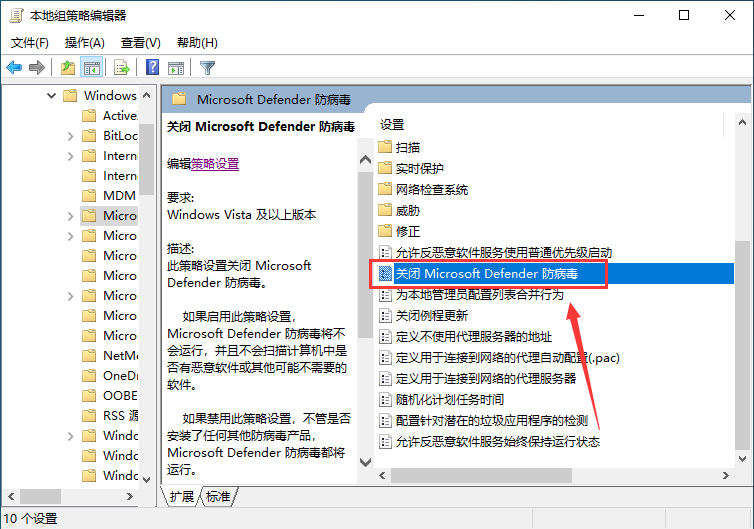 本地组策略编辑器
文件(F) 操作(A) 查看(V) 帮助(H)
Windows
Active
BitLoc
Intern
Intern
MDM
Micro
Micro
Micro
Micro
Micro
Micro
Micro
NetMe
OneDr
OOBE
RSS 源
Windo
Windo
Windo
Microsoft Defender 防病毒
关闭 Microsoft Defender 防病毒
编辑策略设置
要求:
Windows Vista 及以上版本
描述:
此策略设置关闭 Microsoft
Defender 防病毒。
如果启用此策略设置，
Microsoft Defender 防病毒将不
会运行，并且不会扫描计算机中是
否有恶意软件或其他可能不需要的
软件。
如果禁用此策略设置，不管是否
安装了任何其他防病毒产品，
Microsoft Defender 防病毒都将
运行。
设置
扫描
实时保护
网络检查系统
威胁
修正
允许反恶意软件服务使用普通优先级启动
关闭 Microsoft Defender 防病毒
为本地管理员配置列表合并行为
关闭例程更新
定义不使用代理服务器的地址
定义用于连接到网络的代理自动配置(.pac)
定义用于连接到网络的代理服务器
随机化计划任务时间
配置针对潜在的垃圾应用程序的检测
允许反恶意软件服务始终保持运行状态
扩展 标准
10 个设置